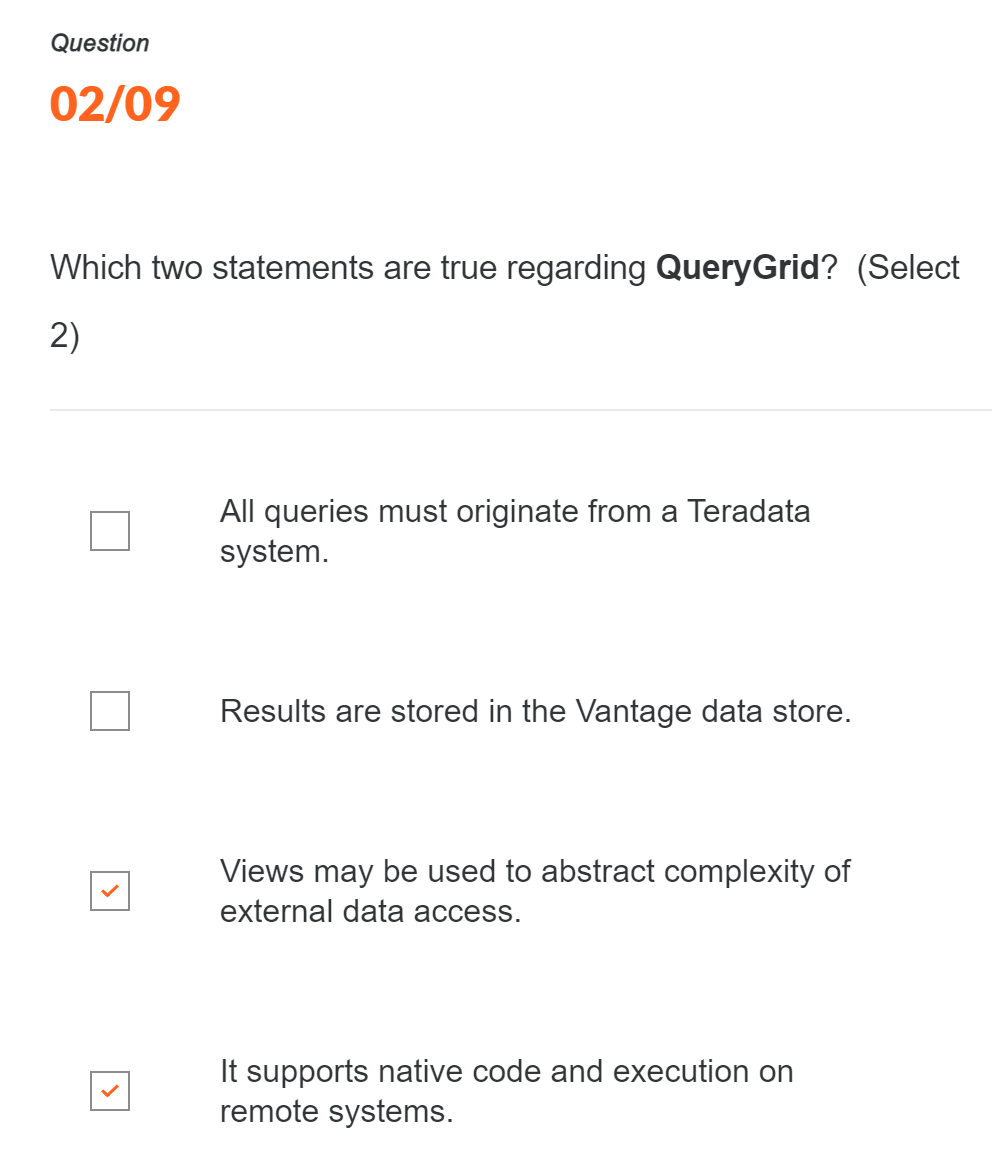 Question
02/09
Which two statements are true regarding QueryGrid?  (Select
2)
All queries must originate from a Teradata
system.
Results are stored in the Vantage data store.
Views may be used to abstract complexity of
external data access.
It supports native code and execution on
remote systems.